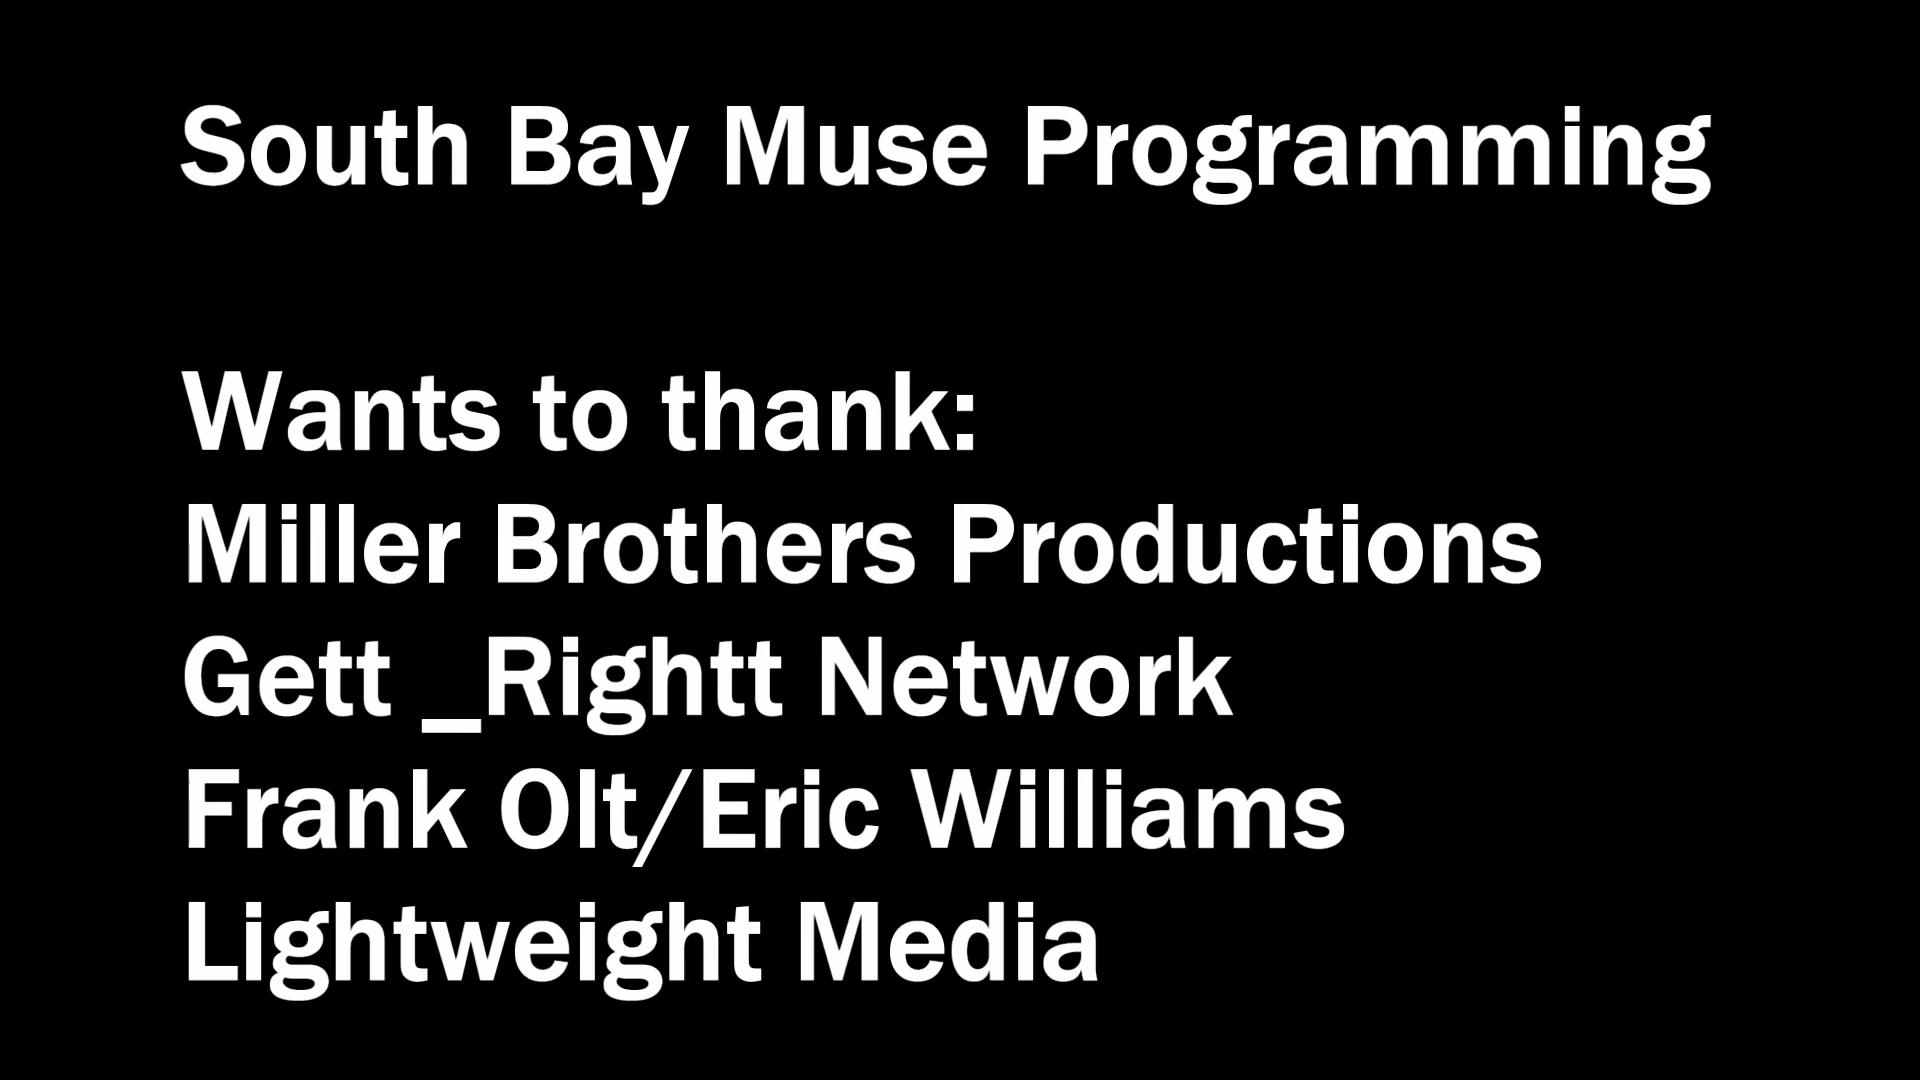 South Bay Muse Programming
Wants to thank:
Miller Brothers Productions
Gett _Rightt Network
Frank Olt/Eric Williams
Lightweight Media